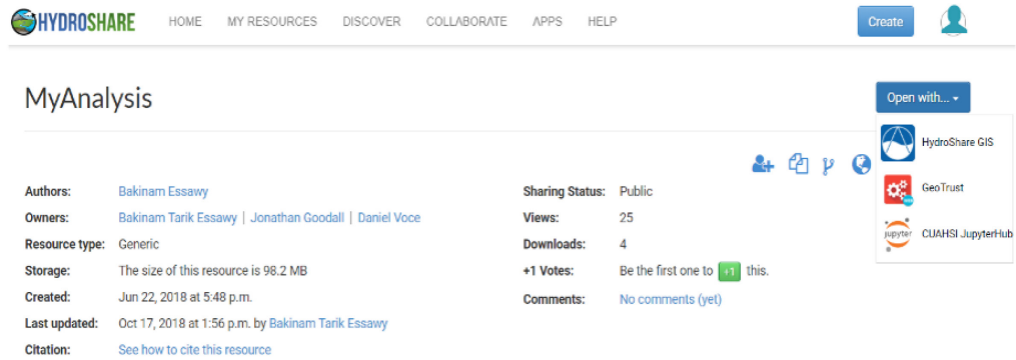 HYDROSHARE HOME MY RESOURCES DISCOVER COLLABORATE APPS HELP Create
MyAnalysis
Open with...
HydroShare GIS
GeoTrust
jupyter CUAHSI JupyterHub
Authors: Bakinam Essawy
Owners: Bakinam Tarik Essawy | Jonathan Goodall | Daniel Voce
Resource type: Generic
Storage: The size of this resource is 98.2 MB
Created: Jun 22, 2018 at 5:48 p.m.
Last updated: Oct 17, 2018 at 1:56 p.m. by Bakinam Tarik Essawy
Citation: See how to cite this resource
Sharing Status: Public
Views: 25
Downloads: 4
+1 Votes: Be the first one to +1 this.
Comments: No comments (yet)